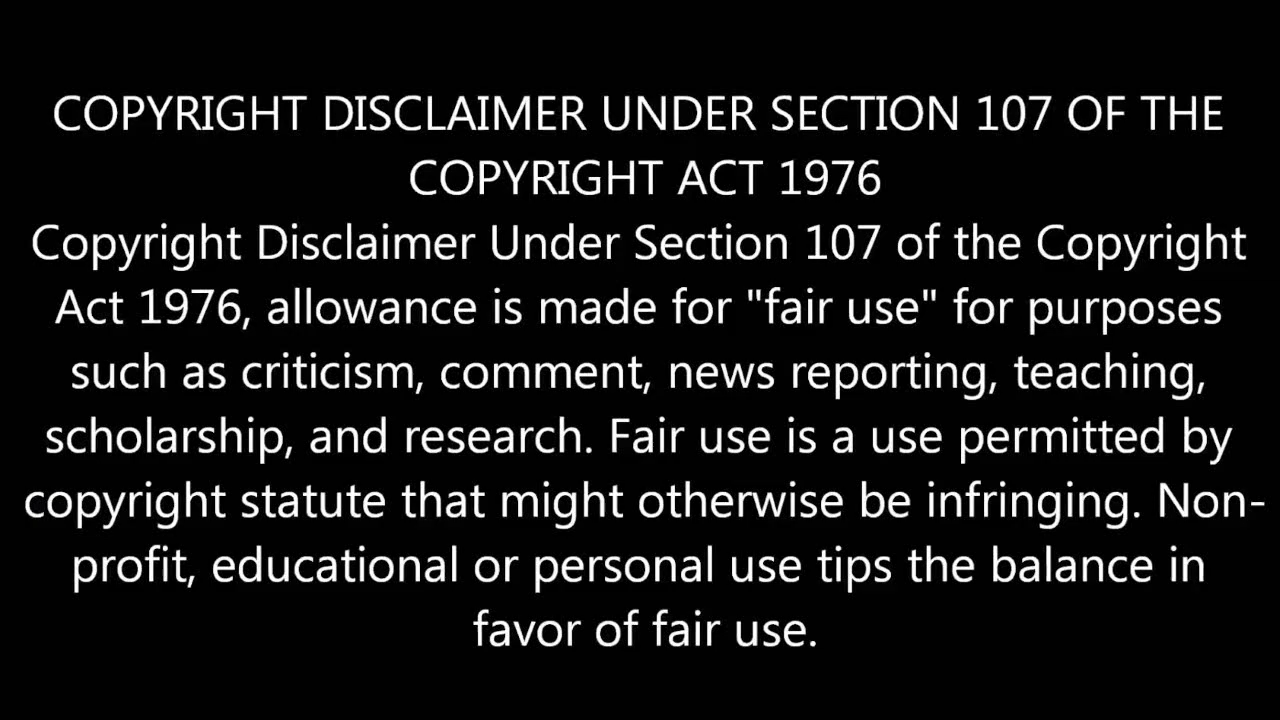 COPYRIGHT DISCLAIMER UNDER SECTION 107 OF THE
COPYRIGHT ACT 1976
Copyright Disclaimer Under Section 107 of the Copyright
Act 1976, allowance is made for "fair use" for purposes
such as criticism, comment, news reporting, teaching,
scholarship, and research. Fair use is a use permitted by
copyright statute that might otherwise be infringing. Non-
profit, educational or personal use tips the balance in
favor of fair use.